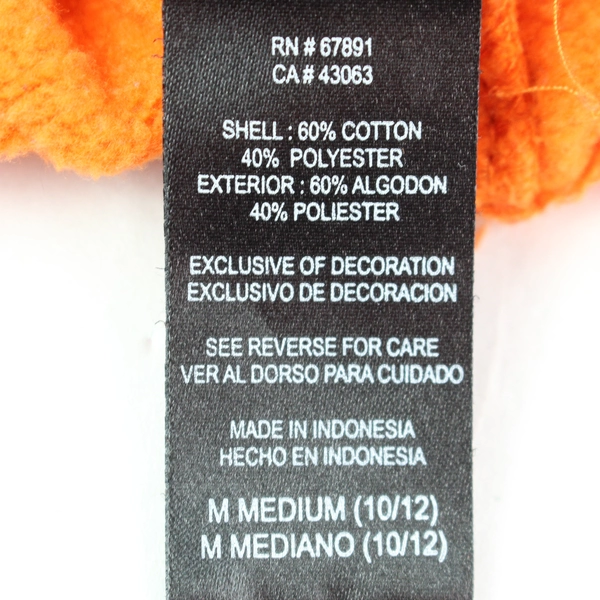 RN # 67891
CA # 43063
SHELL : 60% COTTON
40% POLYESTER
EXTERIOR : 60% ALGODON
40% POLIESTER
EXCLUSIVE OF DECORATION
EXCLUSIVO DE DECORACION
SEE REVERSE FOR CARE
VER AL DORSO PARA CUIDADO
MADE IN INDONESIA
HECHO EN INDONESIA
M MEDIUM (10/12)
M MEDIANO (10/12)